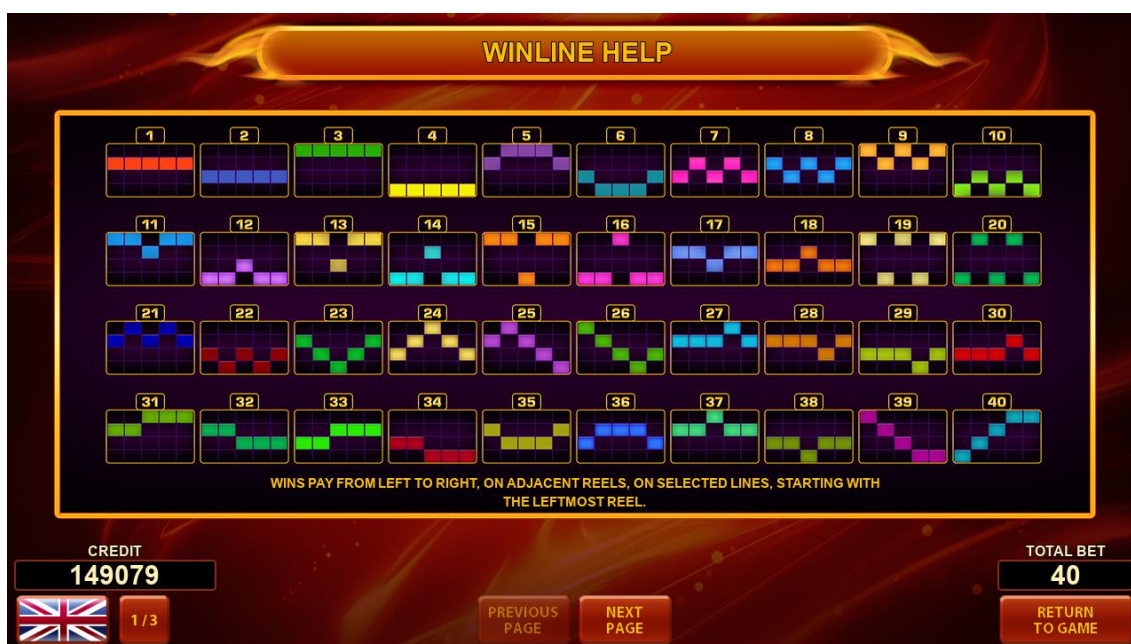 WINLINE HELP
1 2 3 4 5 6 7 8 9 10
11 12 13 14 15 16 17 18 19 20
21 22 23 24 25 26 27 28 29 30
31 32 33 34 35 36 37 38 39 40
WINS PAY FROM LEFT TO RIGHT, ON ADJACENT REELS, ON SELECTED LINES, STARTING WITH
THE LEFTMOST REEL.
CREDIT
149079
TOTAL BET
40
1 / 3
PREVIOUS
PAGE
NEXT
PAGE
RETURN
TO GAME